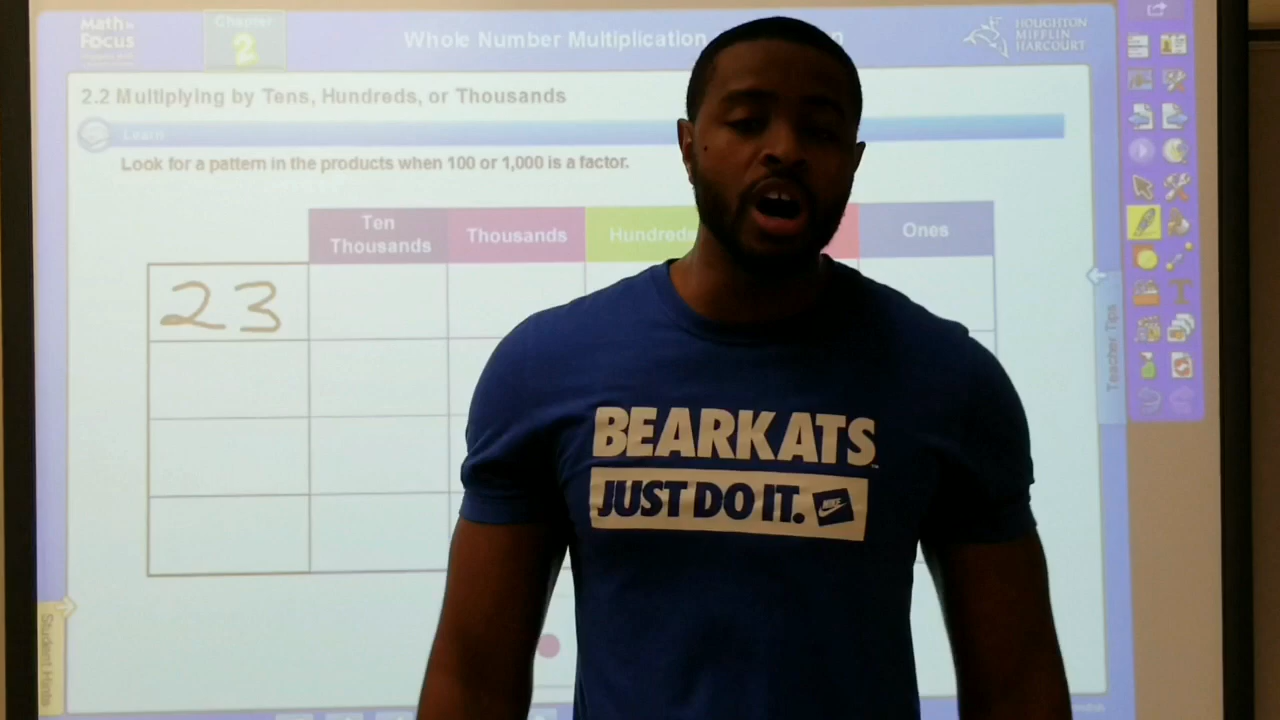 Math in
Focus
Chapter
2
Whole Number Multiplication
HOUGHTON
MIFFLIN
HARCOURT
2.2 Multiplying by Tens, Hundreds, or Thousands
Learn
Look for a pattern in the products when 100 or 1,000 is a factor.
Ten
Thousands
Thousands
Hundreds
Ones
23
Teacher Tips
Student Hints
BEARKATS
JUST DO IT.
NIKE